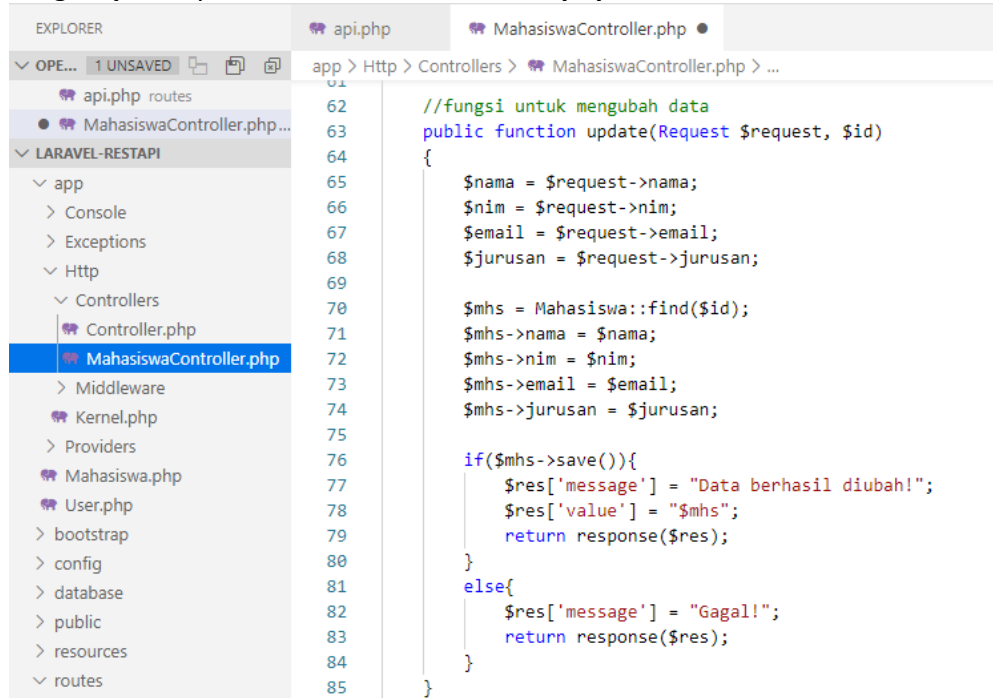 EXPLORER
OPE... 1 UNSAVED
api.php routes
MahasiswaController.php...
LARAVEL-RESTAPI
app
Console
Exceptions
Http
Controllers
Controller.php
MahasiswaController.php
Middleware
Kernel.php
Providers
Mahasiswa.php
User.php
bootstrap
config
database
public
resources
routes
api.php
MahasiswaController.php
app > Http > Controllers > MahasiswaController.php > ...
61
62 //fungsi untuk mengubah data
63 public function update(Request $request, $id)
64 {
65 $nama = $request->nama;
66 $nim = $request->nim;
67 $email = $request->email;
68 $jurusan = $request->jurusan;
69
70 $mhs = Mahasiswa::find($id);
71 $mhs->nama = $nama;
72 $mhs->nim = $nim;
73 $mhs->email = $email;
74 $mhs->jurusan = $jurusan;
75
76 if($mhs->save()){
77 $res['message'] = "Data berhasil diubah!";
78 $res['value'] = "$mhs";
79 return response($res);
80 }
81 else{
82 $res['message'] = "Gagal!";
83 return response($res);
84 }
85 }